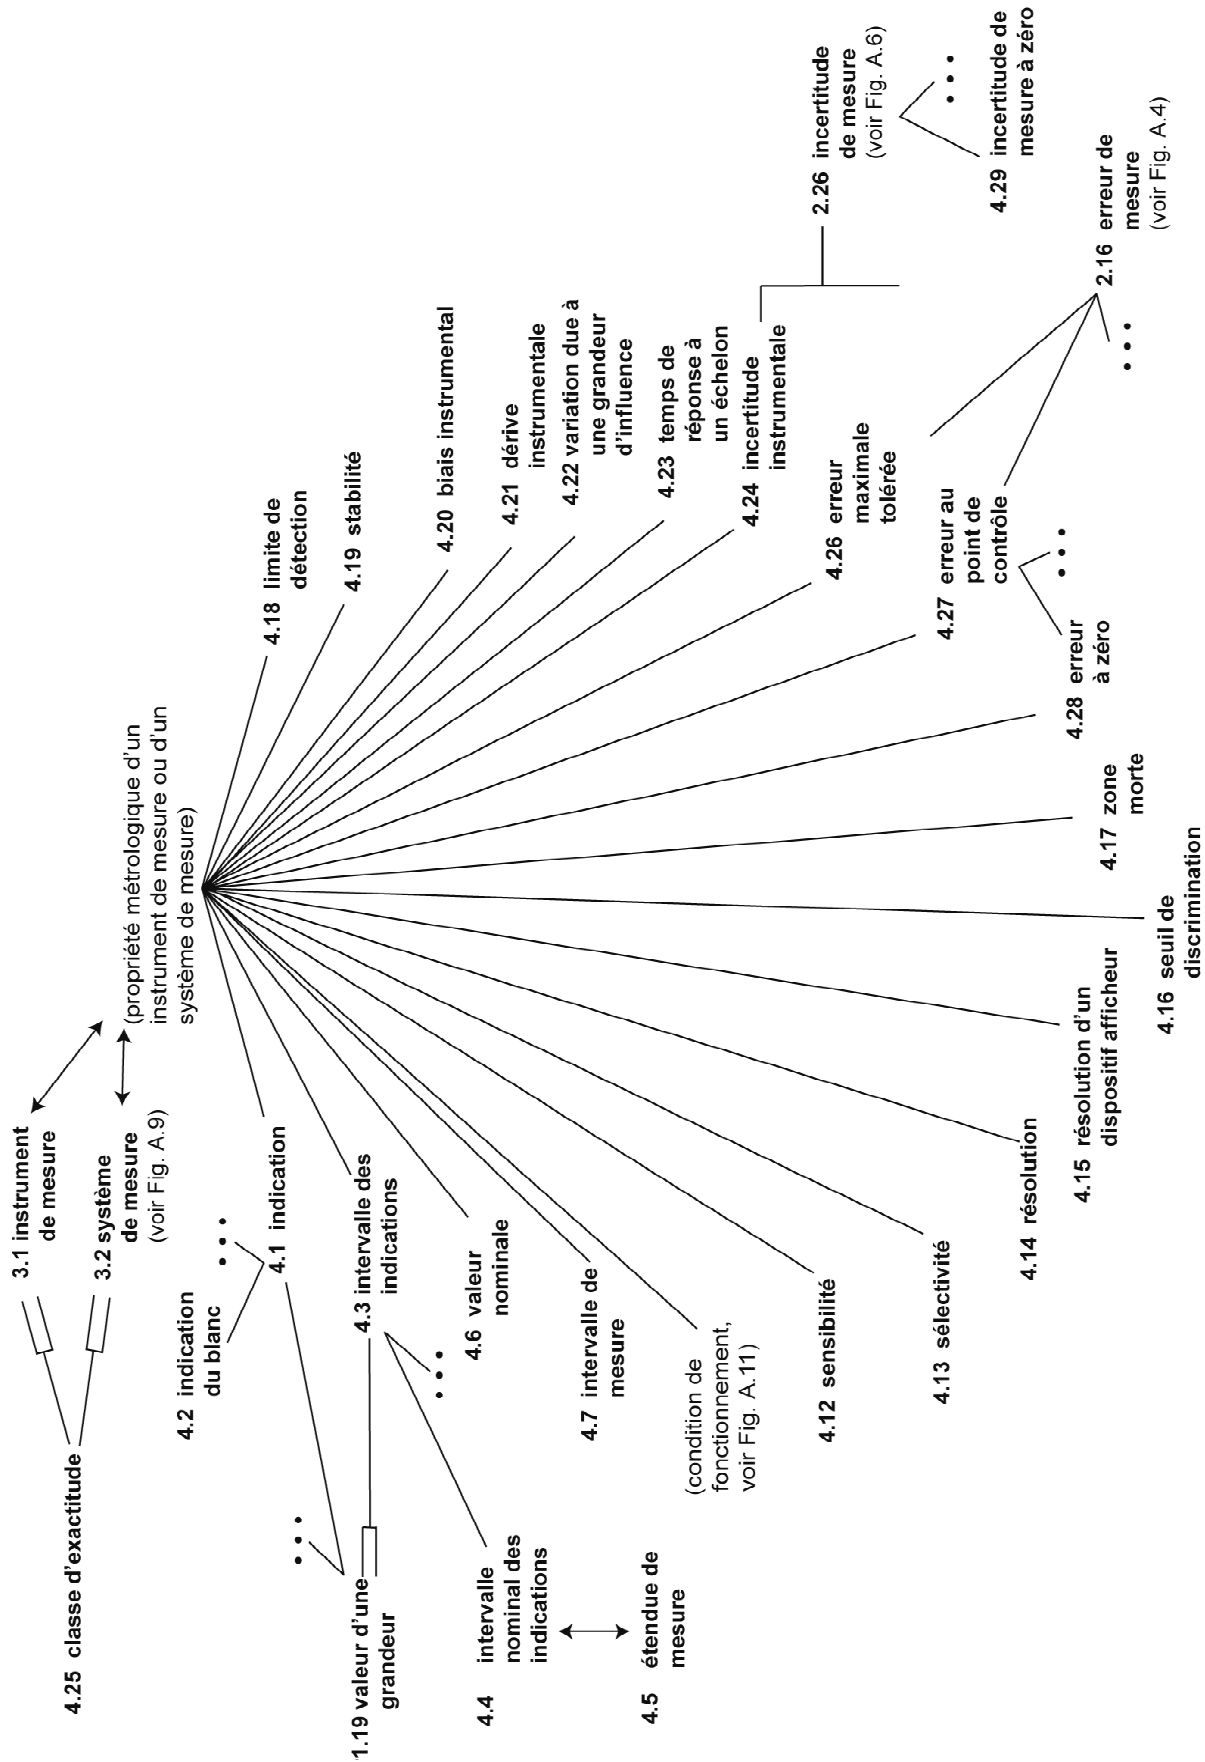 4.25 classe d'exactitude
3.1 instrument
de mesure
3.2 système
de mesure
(voir Fig. A.9)
(propriété métrologique d'un
instrument de mesure ou d'un
système de mesure)
4.2 indication
du blanc
4.1 indication
1.19 valeur d'une
grandeur
4.3 intervalle des
indications
4.4 intervalle
nominal des
indications
4.5 étendue de
mesure
4.6 valeur
nominale
4.7 intervalle de
mesure
(condition de
fonctionnement,
voir Fig. A.11)
4.12 sensibilité
4.13 sélectivité
4.14 résolution
4.15 résolution d'un
dispositif afficheur
4.16 seuil de
discrimination
4.17 zone
morte
4.28 erreur
à zéro
4.27 erreur au
point de
contrôle
4.26 erreur
maximale
tolérée
2.16 erreur de
mesure
(voir Fig. A.4)
4.24 incertitude
instrumentale
2.26 incertitude
de mesure
(voir Fig. A.6)
4.29 incertitude de
mesure à zéro
4.23 temps de
réponse à
un échelon
4.22 variation due à
une grandeur
d'influence
4.21 dérive
instrumentale
4.20 biais instrumental
4.19 stabilité
4.18 limite de
détection